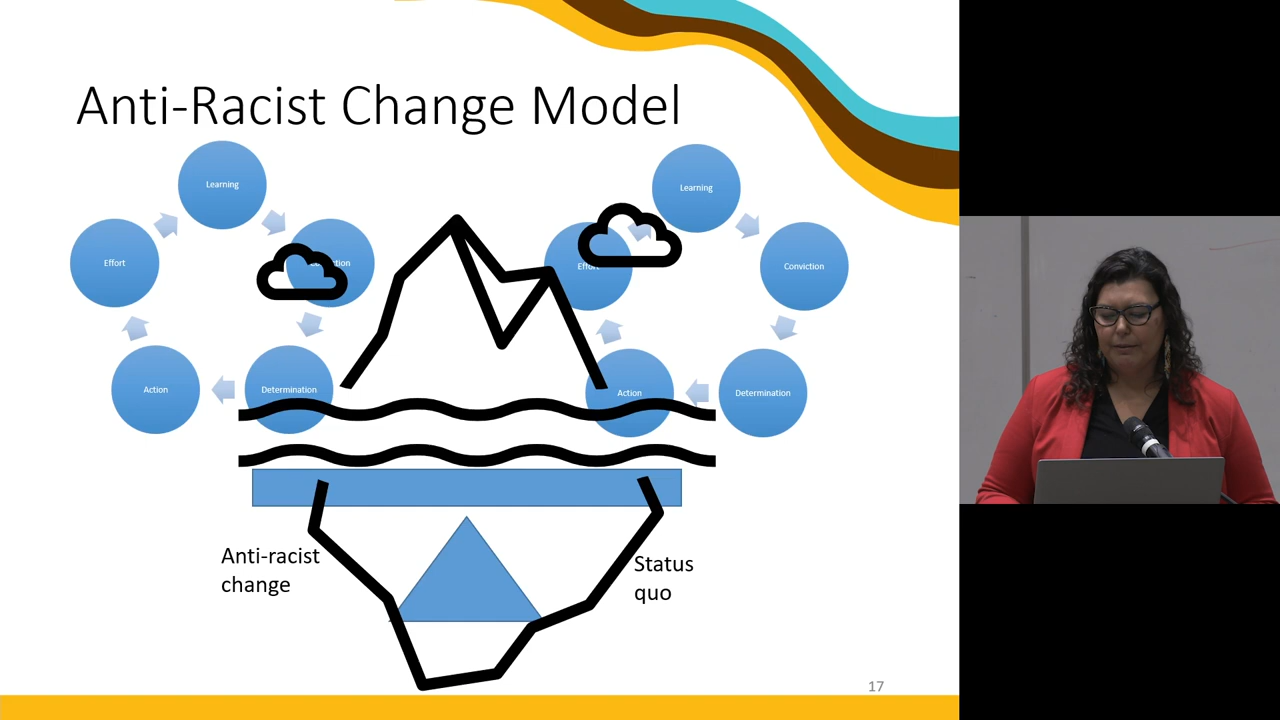 Anti-Racist Change Model
Learning
Effort
Action
Determination
Learning
Conviction
Effort
Action
Determination
Anti-racist
change
Status
quo
17